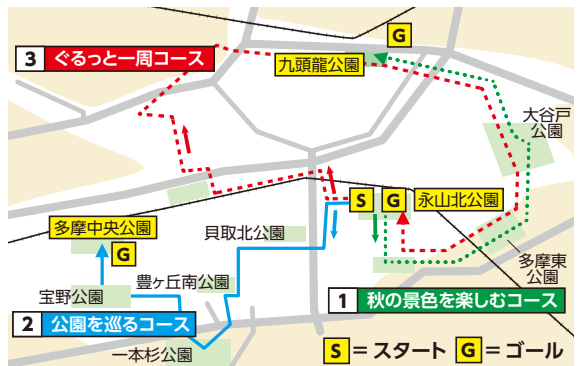 G
3 ぐるっと一周コース
九頭龍公園
大谷戸
公園
S G 永山北公園
多摩中央公園
G
貝取北公園
多摩東
公園
宝野公園
豊ヶ丘南公園
1 秋の景色を楽しむコース
2 公園を巡るコース
一本杉公園
S=スタート G=ゴール